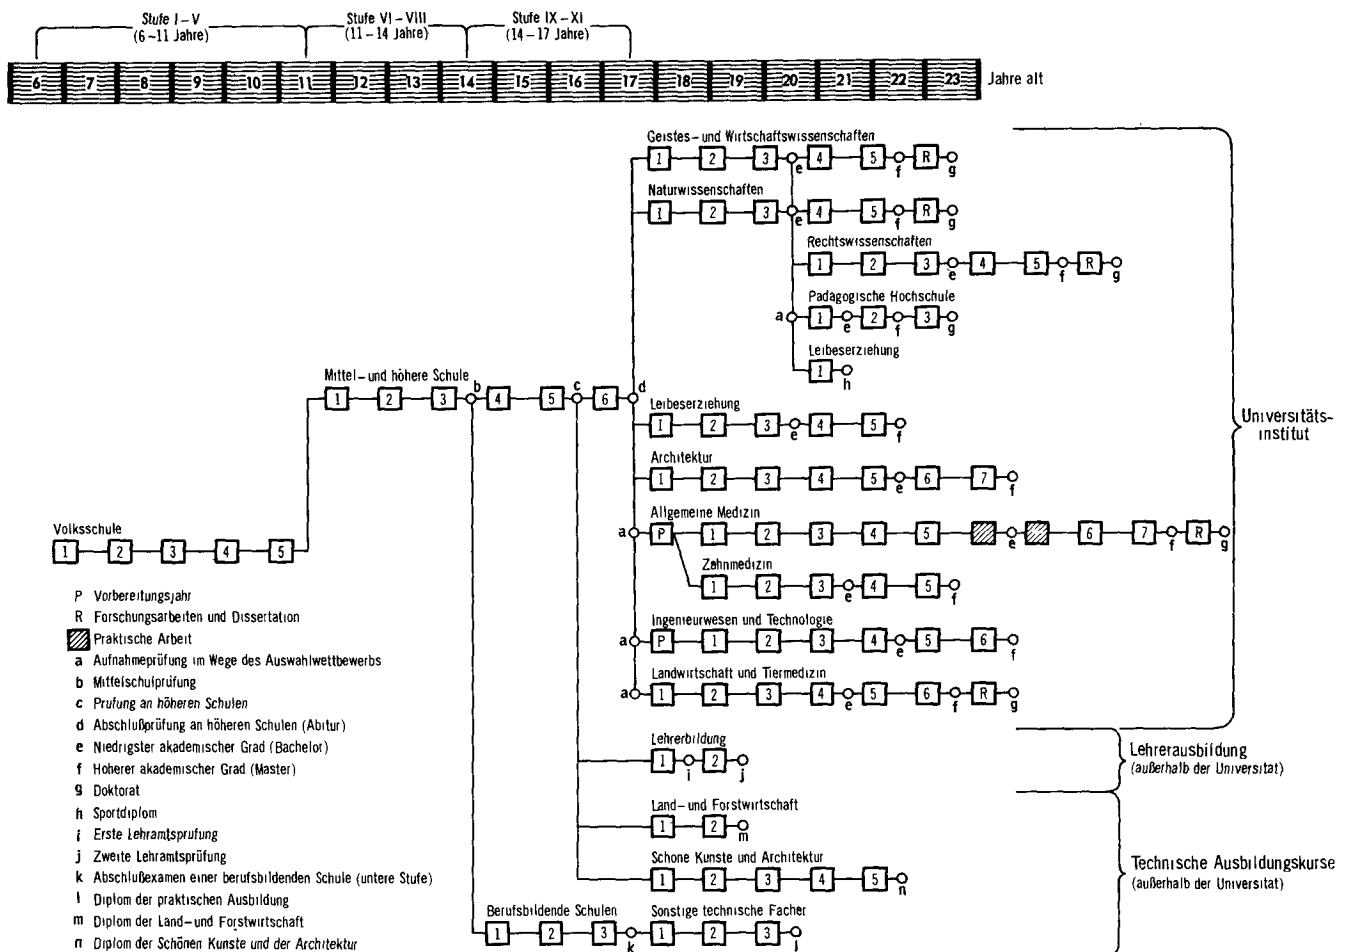 Stufe I–V
(6–11 Jahre)
Stufe VI–VIII
(11–14 Jahre)
Stufe IX–XI
(14–17 Jahre)
6 7 8 9 10 11 12 13 14 15 16 17 18 19 20 21 22 23 Jahre alt
Geistes- und Wirtschaftswissenschaften
1 2 3 e 4 5 f R g
Naturwissenschaften
1 2 3 e 4 5 f R g
Rechtswissenschaften
1 2 3 e 4 5 f R g
Padagogische Hochschule
a 1 e 2 f 3 g
Leibeserziehung
1 h
Mittel- und höhere Schule
1 2 3 b 4 5 c 6 d
Leibeserziehung
1 2 3 e 4 5 f
Universitäts-
institut
Architektur
1 2 3 4 5 e 6 7 f
Allgemeine Medizin
a P 1 2 3 4 5 e 6 7 f R g
Volksschule
1 2 3 4 5
Zahnmedizin
1 2 3 e 4 5 f
Ingenieurwesen und Technologie
a P 1 2 3 4 e 5 6 f
Landwirtschaft und Tiermedizin
a 1 2 3 4 e 5 6 f R g
Lehrerbildung
1 i 2 j
Lehrerausbildung
(außerhalb der Universitat)
Land- und Forstwirtschaft
1 2 m
Schone Kunste und Architektur
1 2 3 4 5 n
Technische Ausbildungskurse
(außerhalb der Universitat)
Berufsbildende Schulen
1 2 3 k
Sonstige technische Facher
1 2 3 l
P Vorbereitungsjahr
R Forschungsarbeiten und Dissertation
Praktische Arbeit
a Aufnahmeprüfung im Wege des Auswahlwettbewerbs
b Mittelschulprüfung
c Prufung an höheren Schulen
d Abschlußprüfung an höheren Schulen (Abitur)
e Niedrigster akademischer Grad (Bachelor)
f Hoherer akademischer Grad (Master)
g Doktorat
h Sportdiplom
i Erste Lehramtsprufung
j Zweite Lehramtsprüfung
k Abschlußexamen einer berufsbildenden Schule (untere Stufe)
l Diplom der praktischen Ausbildung
m Diplom der Land- und Forstwirtschaft
n Diplom der Schönen Kunste und der Architektur